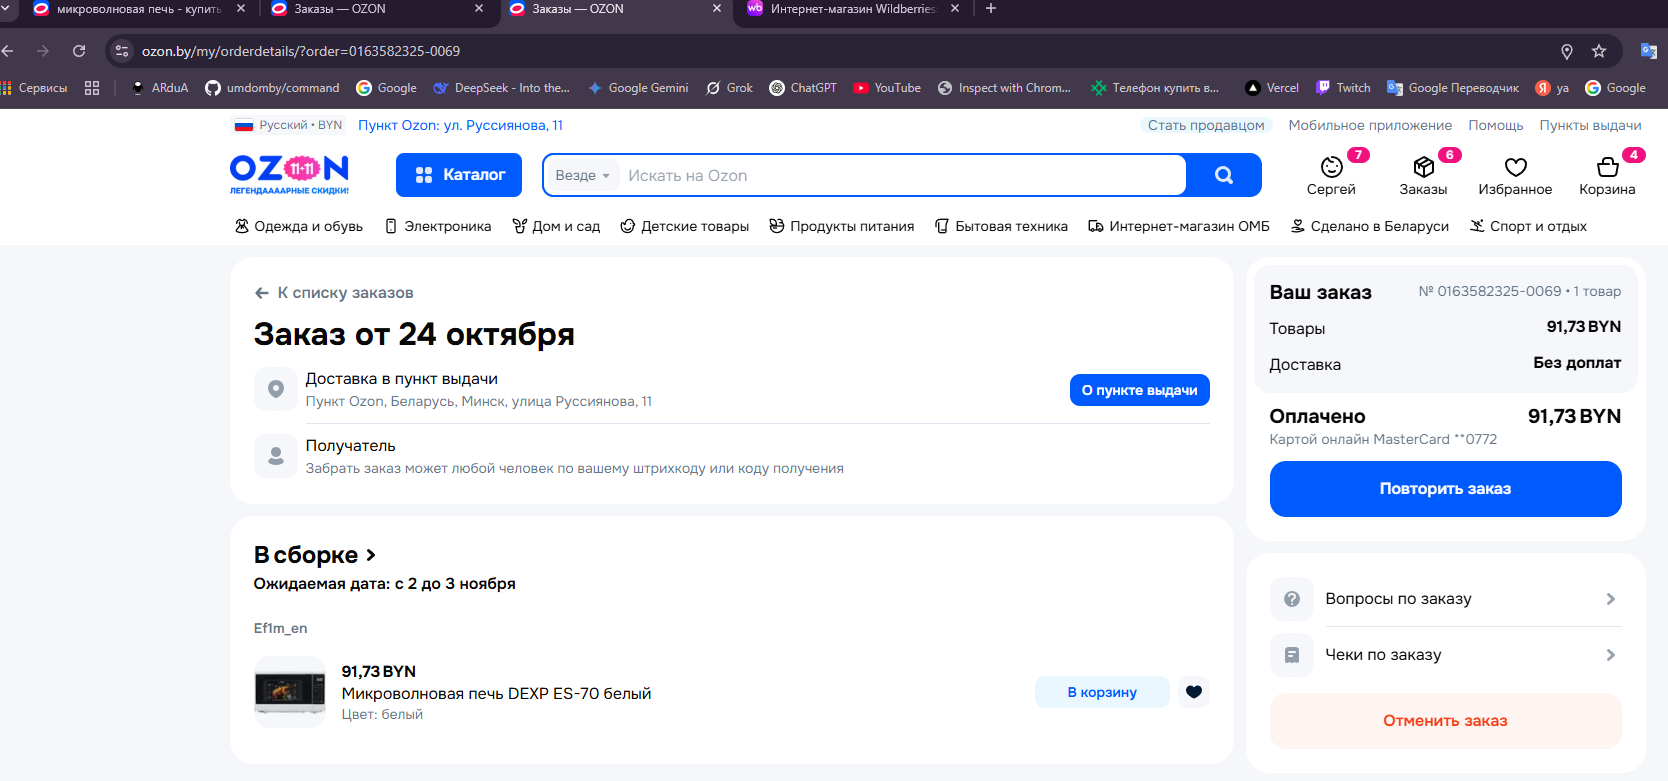 микроволновая печь - купить
Заказы — OZON
Заказы — OZON
Интернет-магазин Wildberries
ozon.by/my/orderdetails/?order=0163582325-0069
Сервисы
ARduA
umdomby/command
Google
DeepSeek - Into the...
Google Gemini
Grok
ChatGPT
YouTube
Inspect with Chrom...
Телефон купить в...
Vercel
Twitch
Google Переводчик
ya
Google
Русский • BYN
Пункт Ozon: ул. Руссиянова, 11
Стать продавцом
Мобильное приложение
Помощь
Пункты выдачи
OZON
11•11
ЛЕГЕНДАААААРНЫЕ СКИДКИ!
Каталог
Везде
Искать на Ozon
7
Сергей
6
Заказы
Избранное
4
Корзина
Одежда и обувь
Электроника
Дом и сад
Детские товары
Продукты питания
Бытовая техника
Интернет-магазин ОМБ
Сделано в Беларуси
Спорт и отдых
К списку заказов
Заказ от 24 октября
Доставка в пункт выдачи
Пункт Ozon, Беларусь, Минск, улица Руссиянова, 11
О пункте выдачи
Получатель
Забрать заказ может любой человек по вашему штрихкоду или коду получения
В сборке
Ожидаемая дата: с 2 до 3 ноября
Ef1m_en
91,73 BYN
Микроволновая печь DEXP ES-70 белый
Цвет: белый
В корзину
Ваш заказ
№ 0163582325-0069 • 1 товар
Товары
91,73 BYN
Доставка
Без доплат
Оплачено
91,73 BYN
Картой онлайн MasterCard **0772
Повторить заказ
Вопросы по заказу
Чеки по заказу
Отменить заказ